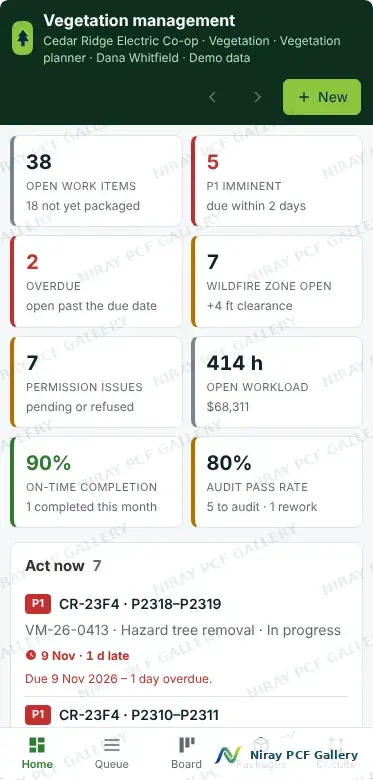 Vegetation management
Cedar Ridge Electric Co-op · Vegetation · Vegetation
planner · Dana Whitfield · Demo data
+ New
38
OPEN WORK ITEMS
18 not yet packaged
5
P1 IMMINENT
due within 2 days
2
OVERDUE
open past the due date
7
WILDFIRE ZONE OPEN
+4 ft clearance
7
PERMISSION ISSUES
pending or refused
414 h
OPEN WORKLOAD
$68,311
90%
ON-TIME COMPLETION
1 completed this month
80%
AUDIT PASS RATE
5 to audit · 1 rework
Act now 7
P1 CR-23F4 · P2318–P2319
VM-26-0413 · Hazard tree removal · In progress
9 Nov · 1 d late
Due 9 Nov 2026 – 1 day overdue.
P1 CR-23F4 · P2310–P2311
Home
Queue
Board
Packages
Circuits
Niray PCF Gallery
NIRAY PCF GALLERY